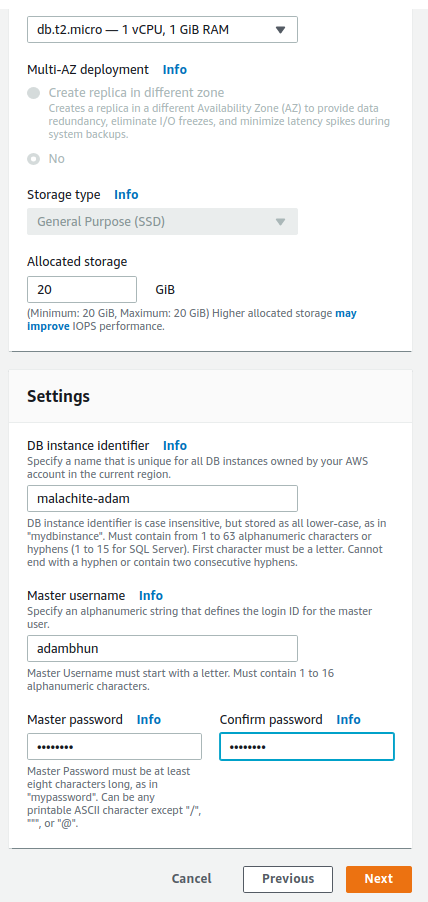 db.t2.micro — 1 vCPU, 1 GiB RAM
Multi-AZ deployment Info
Create replica in different zone
Creates a replica in a different Availability Zone (AZ) to provide data
redundancy, eliminate I/O freezes, and minimize latency spikes during
system backups.
No
Storage type Info
General Purpose (SSD)
Allocated storage
20 GiB
(Minimum: 20 GiB, Maximum: 20 GiB) Higher allocated storage may
improve IOPS performance.
Settings
DB instance identifier Info
Specify a name that is unique for all DB instances owned by your AWS
account in the current region.
malachite-adam
DB instance identifier is case insensitive, but stored as all lower-case, as in
"mydbinstance". Must contain from 1 to 63 alphanumeric characters or
hyphens (1 to 15 for SQL Server). First character must be a letter. Cannot
end with a hyphen or contain two consecutive hyphens.
Master username Info
Specify an alphanumeric string that defines the login ID for the master
user.
adambhun
Master Username must start with a letter. Must contain 1 to 16
alphanumeric characters.
Master password Info Confirm password Info
•••••••• ••••••••
Master Password must be at least
eight characters long, as in
"mypassword". Can be any
printable ASCII character except "/",
""", or "@".
Cancel Previous Next